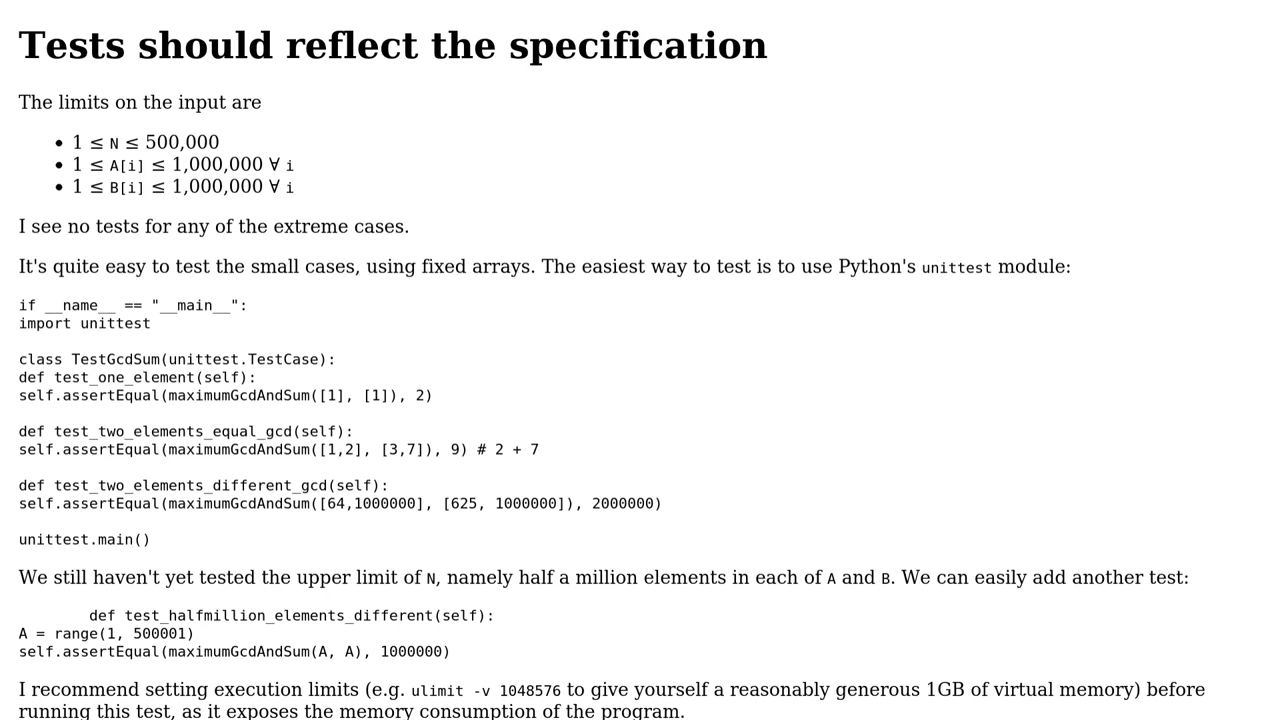 Tests should reflect the specification
The limits on the input are
• 1 ≤ N ≤ 500,000
• 1 ≤ A[i] ≤ 1,000,000 ∀ i
• 1 ≤ B[i] ≤ 1,000,000 ∀ i
I see no tests for any of the extreme cases.
It's quite easy to test the small cases, using fixed arrays. The easiest way to test is to use Python's unittest module:
if __name__ == "__main__":
import unittest
class TestGcdSum(unittest.TestCase):
def test_one_element(self):
self.assertEqual(maximumGcdAndSum([1], [1]), 2)
def test_two_elements_equal_gcd(self):
self.assertEqual(maximumGcdAndSum([1,2], [3,7]), 9) # 2 + 7
def test_two_elements_different_gcd(self):
self.assertEqual(maximumGcdAndSum([64,1000000], [625, 1000000]), 2000000)
unittest.main()
We still haven't yet tested the upper limit of N, namely half a million elements in each of A and B. We can easily add another test:
def test_halfmillion_elements_different(self):
A = range(1, 500001)
self.assertEqual(maximumGcdAndSum(A, A), 1000000)
I recommend setting execution limits (e.g. ulimit -v 1048576 to give yourself a reasonably generous 1GB of virtual memory) before
running this test, as it exposes the memory consumption of the program.